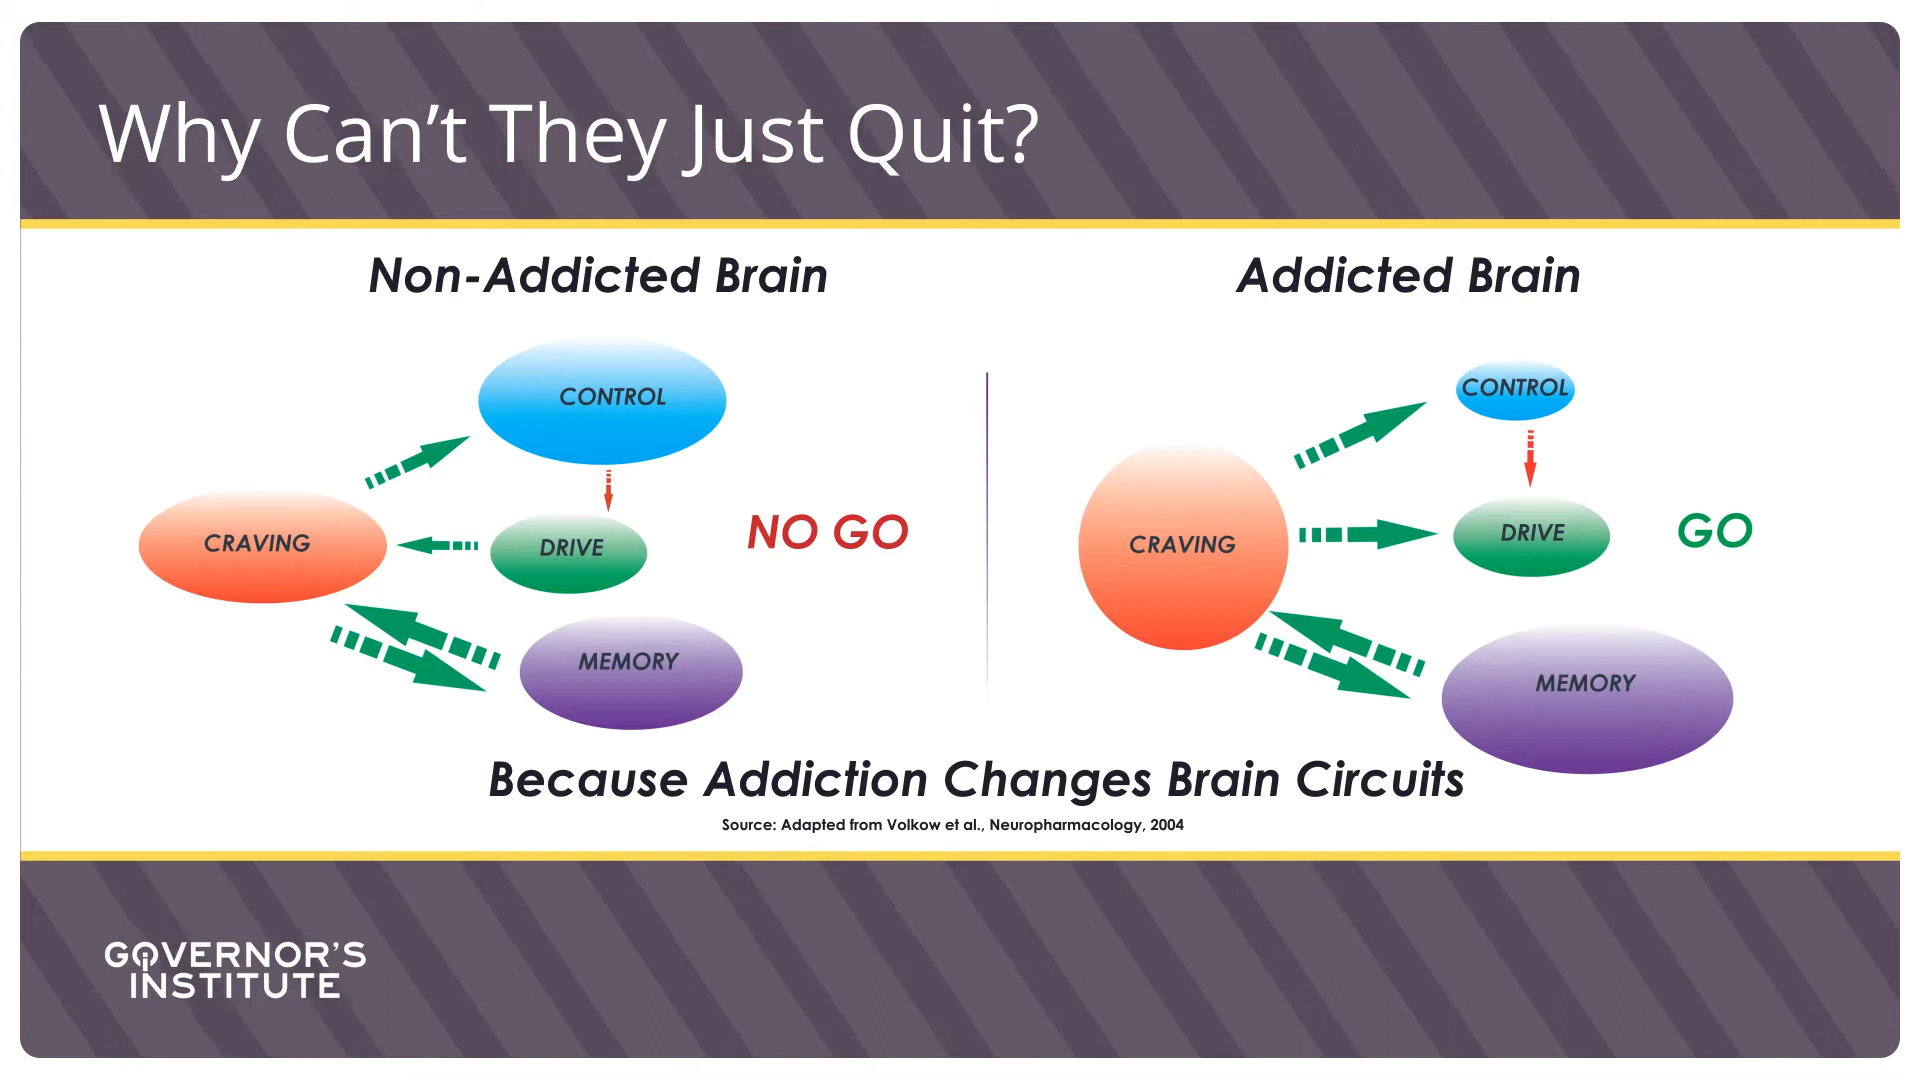 Why Can’t They Just Quit?
Non-Addicted Brain
CONTROL
CRAVING
DRIVE
NO GO
MEMORY
Addicted Brain
CONTROL
CRAVING
DRIVE
GO
MEMORY
Because Addiction Changes Brain Circuits
Source: Adapted from Volkow et al., Neuropharmacology, 2004
GOVERNOR’S
INSTITUTE